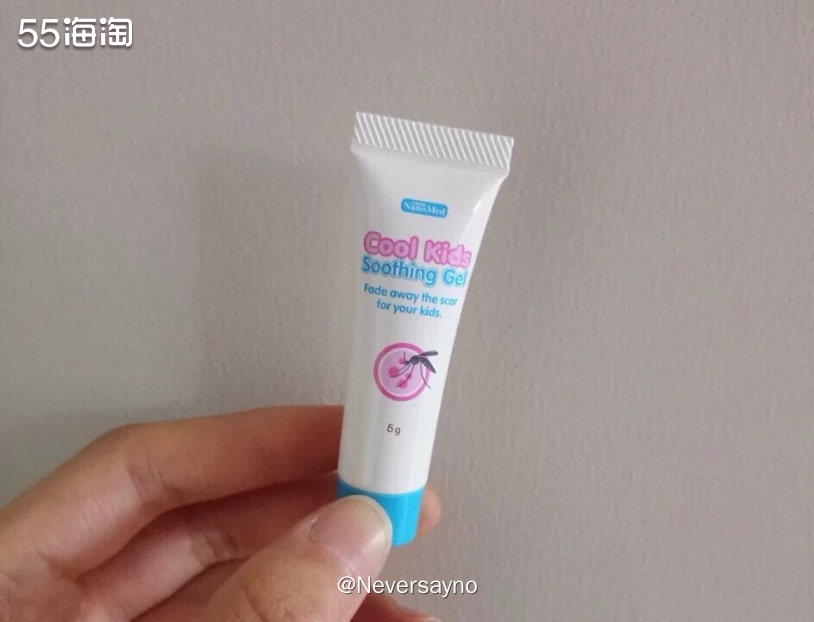 55海淘
NanoMed
Cool Kids
Soothing Gel
Fade away the scar
for your kids.
5g
@Neversayno